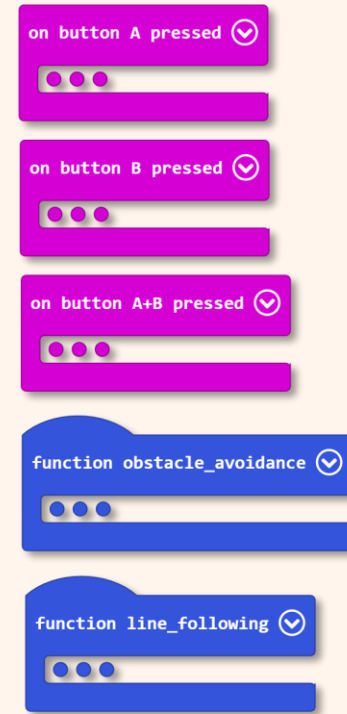 on button A pressed
on button B pressed
on button A+B pressed
function obstacle_avoidance
function line_following